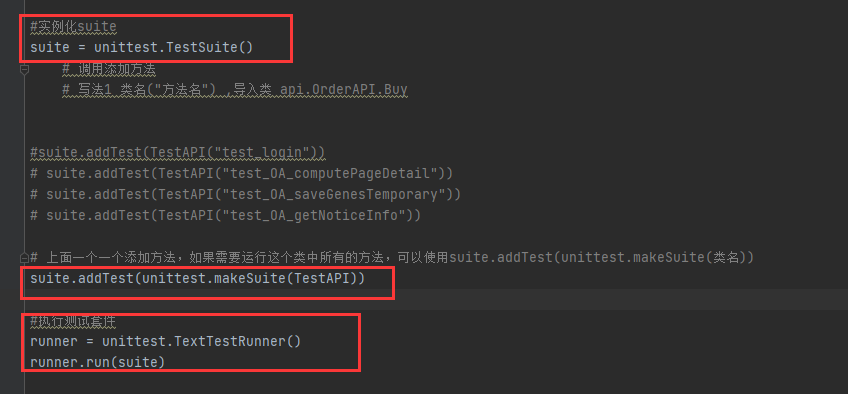 #实例化suite
suite = unittest.TestSuite()
# 调用添加方法
# 写法1 类名("方法名") ,导入类 api.OrderAPI.Buy
#suite.addTest(TestAPI("test_login"))
# suite.addTest(TestAPI("test_OA_computePageDetail"))
# suite.addTest(TestAPI("test_OA_saveGenesTemporary"))
# suite.addTest(TestAPI("test_OA_getNoticeInfo"))
# 上面一个一个添加方法，如果需要运行这个类中所有的方法，可以使用suite.addTest(unittest.makeSuite(类名))
suite.addTest(unittest.makeSuite(TestAPI))
#执行测试套件
runner = unittest.TextTestRunner()
runner.run(suite)